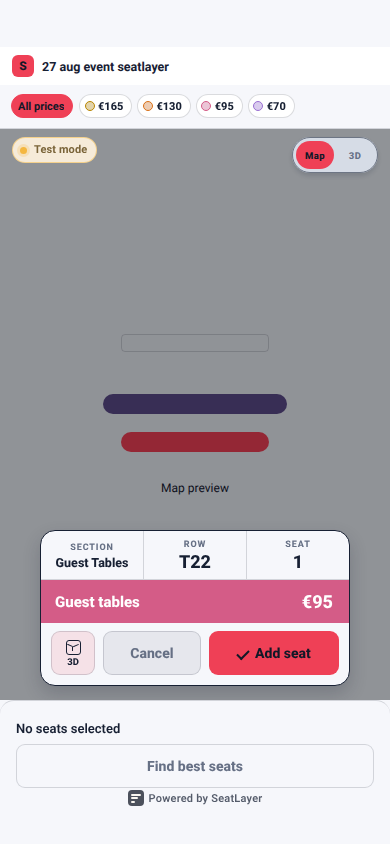 S 27 aug event seatlayer
All prices €165 €130 €95 €70
Test mode
Map 3D
Map preview
SECTION ROW SEAT
Guest Tables T22 1
Guest tables €95
3D Cancel Add seat
No seats selected
Find best seats
Powered by SeatLayer